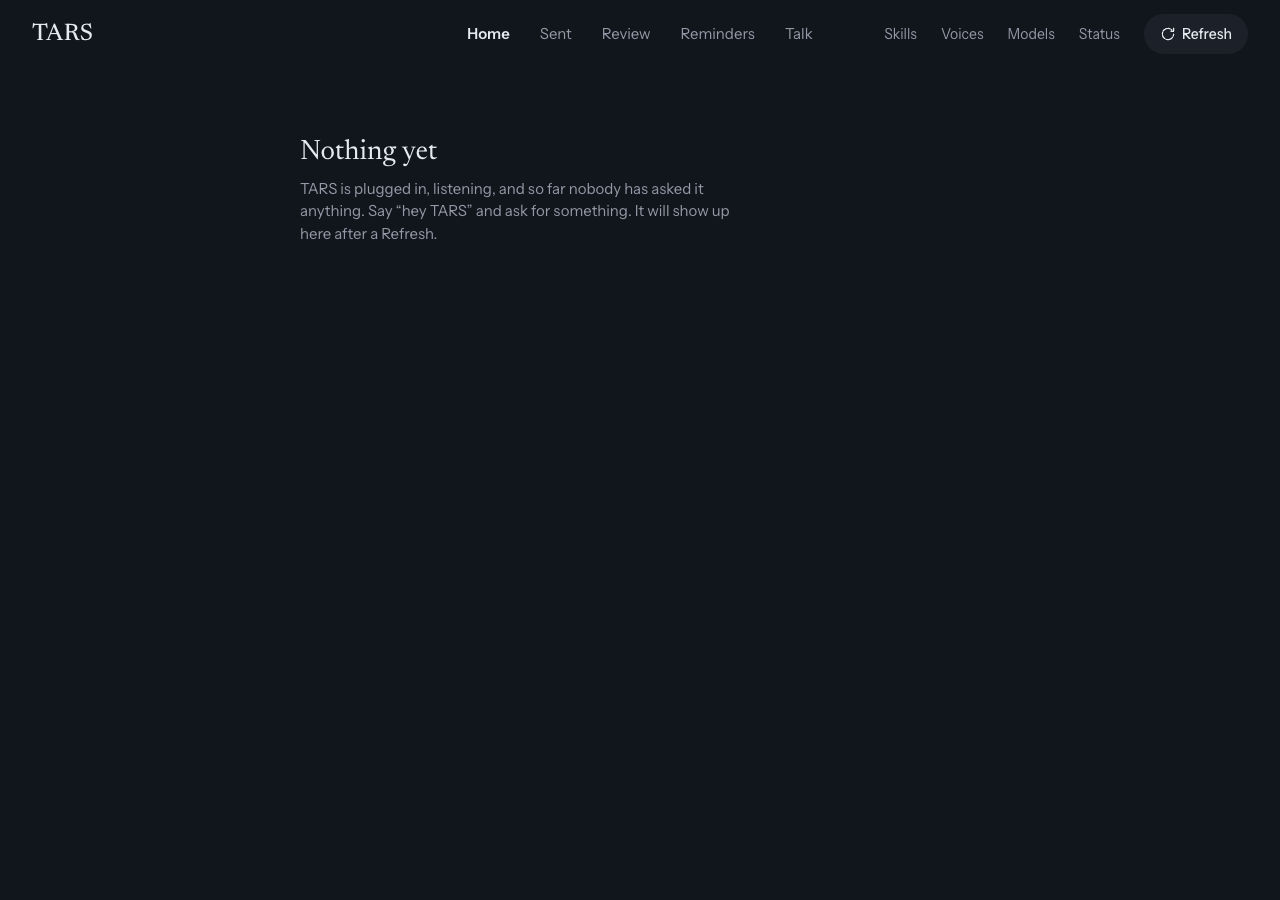 TARS
Home Sent Review Reminders Talk Skills Voices Models Status Refresh
Nothing yet
TARS is plugged in, listening, and so far nobody has asked it
anything. Say “hey TARS” and ask for something. It will show up
here after a Refresh.